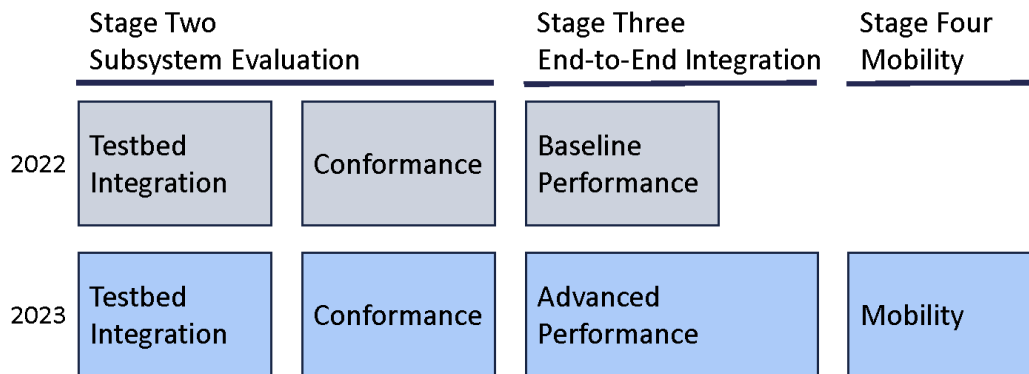 Stage Two
Subsystem Evaluation
Stage Three
End-to-End Integration
Stage Four
Mobility
2022
Testbed
Integration
Conformance
Baseline
Performance
2023
Testbed
Integration
Conformance
Advanced
Performance
Mobility